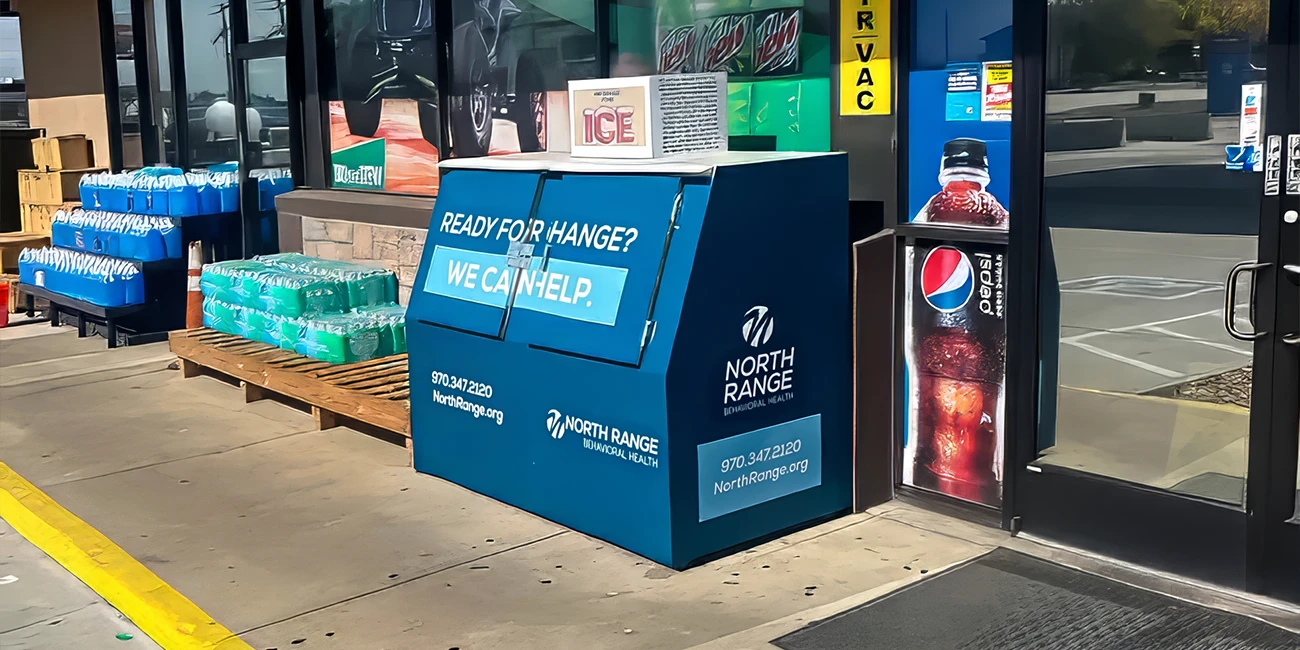 AIR VAC
ICE
READY FOR CHANGE?
WE CAN HELP.
970.347.2120
NorthRange.org
NORTH RANGE
BEHAVIORAL HEALTH
NORTH
RANGE
BEHAVIORAL HEALTH
970.347.2120
NorthRange.org
pepsi